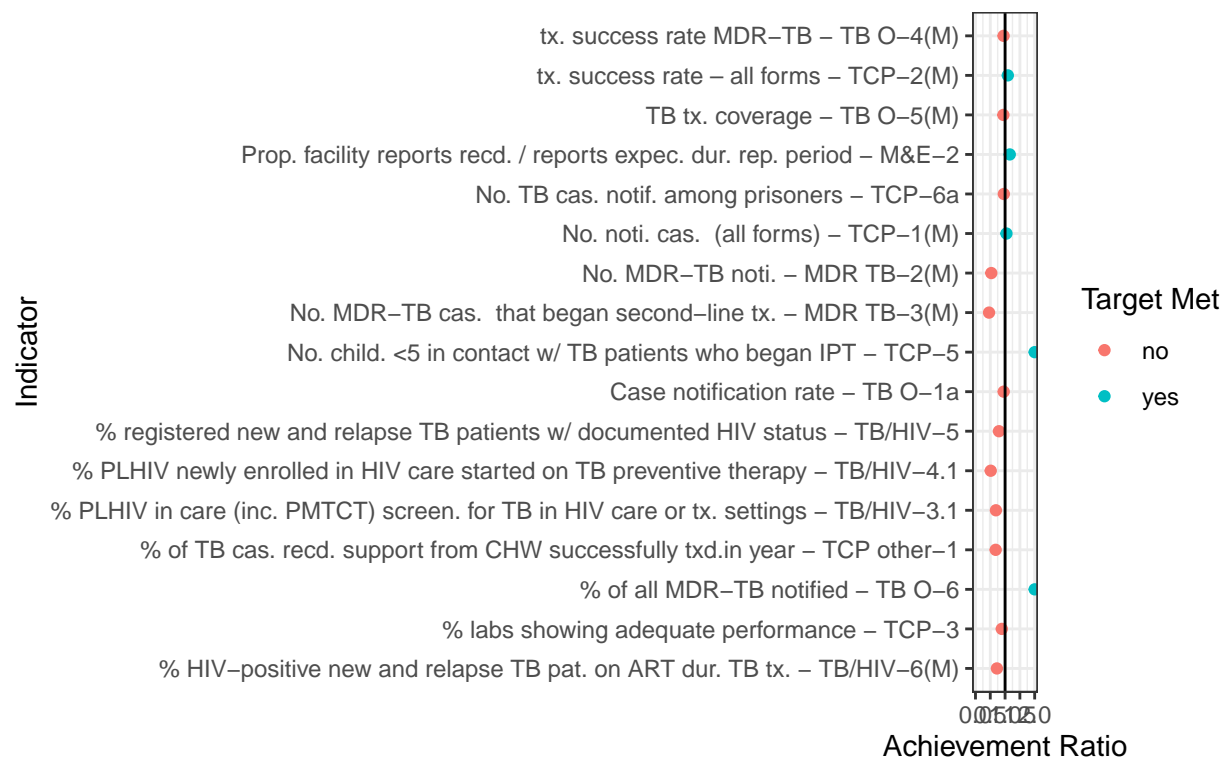 tx. success rate MDR−TB − TB O−4(M)
tx. success rate – all forms − TCP−2(M)
TB tx. coverage − TB O−5(M)
Prop. facility reports recd. / reports expec. dur. rep. period − M&E−2
No. TB cas. notif. among prisoners − TCP−6a
No. noti. cas.  (all forms) − TCP−1(M)
No. MDR−TB noti. − MDR TB−2(M)
No. MDR−TB cas.  that began second−line tx. − MDR TB−3(M)
No. child. <5 in contact w/ TB patients who began IPT − TCP−5
Case notification rate − TB O−1a
% registered new and relapse TB patients w/ documented HIV status − TB/HIV−5
% PLHIV newly enrolled in HIV care started on TB preventive therapy − TB/HIV−4.1
% PLHIV in care (inc. PMTCT) screen. for TB in HIV care or tx. settings − TB/HIV−3.1
% of TB cas. recd. support from CHW successfully txd.in year − TCP other−1
% of all MDR−TB notified − TB O−6
% labs showing adequate performance − TCP−3
% HIV−positive new and relapse TB pat. on ART dur. TB tx. − TB/HIV−6(M)
Indicator
Achievement Ratio
Target Met
no
yes